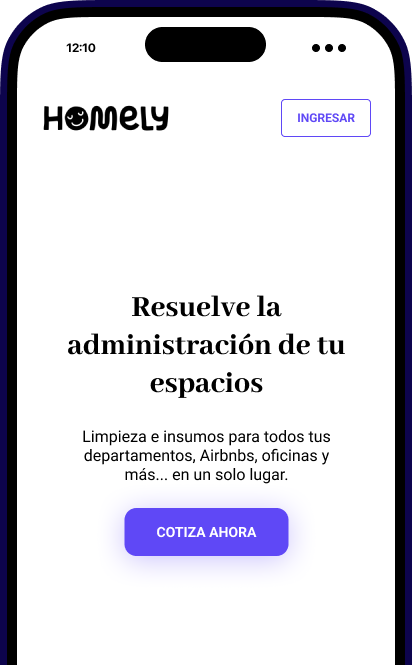 12:10
HOMELY
INGRESAR
Resuelve la
administración de tu
espacios
Limpieza e insumos para todos tus
departamentos, Airbnbs, oficinas y
más... en un solo lugar.
COTIZA AHORA